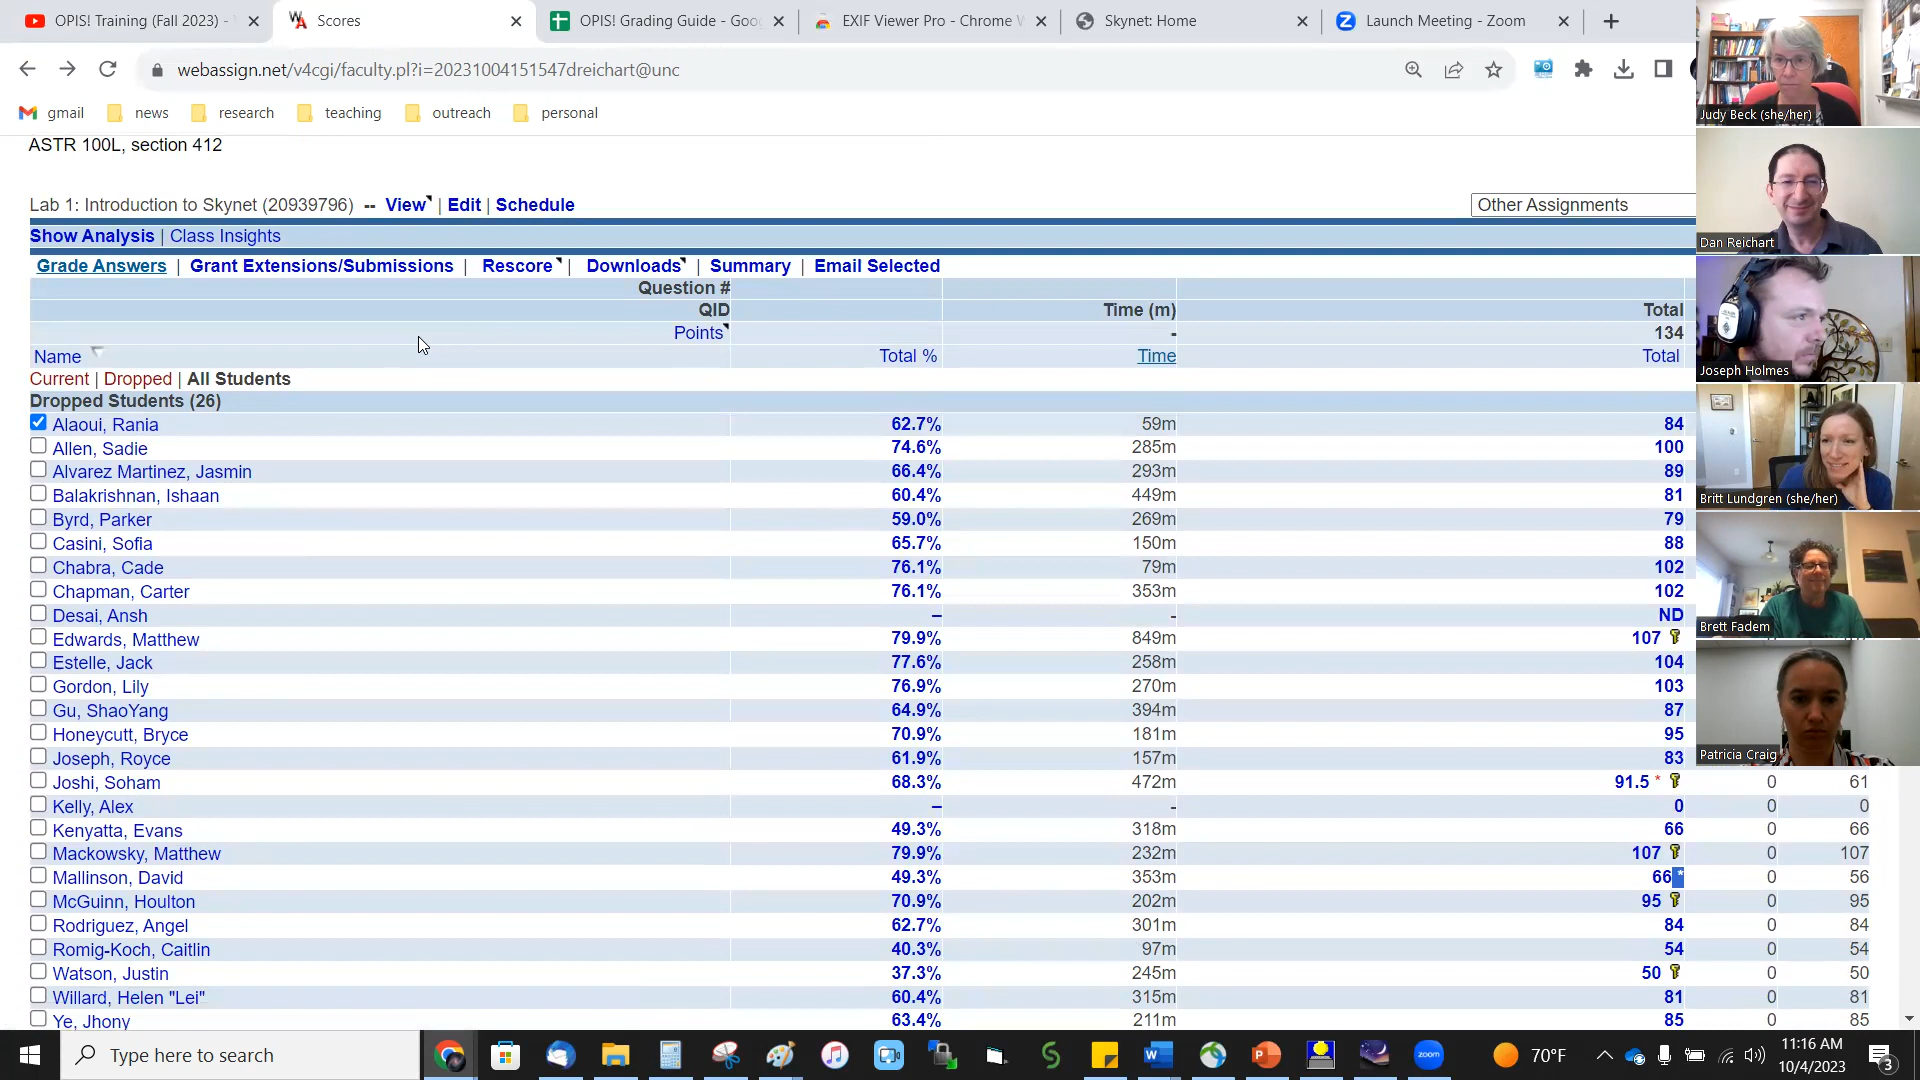 OPIS! Training (Fall 2023) -
Scores
OPIS! Grading Guide - Goo
EXIF Viewer Pro - Chrome W
Skynet: Home
Launch Meeting - Zoom
webassign.net/v4cgi/faculty.pl?i=20231004151547dreichart@unc
gmail news research teaching outreach personal
ASTR 100L, section 412
Lab 1: Introduction to Skynet (20939796) -- View | Edit | Schedule
Other Assignments
Show Analysis | Class Insights
Grade Answers | Grant Extensions/Submissions | Rescore | Downloads | Summary | Email Selected
Question #
QID Time (m) Total
Points - 134
Name Total % Time Total
Current | Dropped | All Students
Dropped Students (26)
Alaoui, Rania 62.7% 59m 84
Allen, Sadie 74.6% 285m 100
Alvarez Martinez, Jasmin 66.4% 293m 89
Balakrishnan, Ishaan 60.4% 449m 81
Byrd, Parker 59.0% 269m 79
Casini, Sofia 65.7% 150m 88
Chabra, Cade 76.1% 79m 102
Chapman, Carter 76.1% 353m 102
Desai, Ansh – - ND
Edwards, Matthew 79.9% 849m 107
Estelle, Jack 77.6% 258m 104
Gordon, Lily 76.9% 270m 103
Gu, ShaoYang 64.9% 394m 87
Honeycutt, Bryce 70.9% 181m 95
Joseph, Royce 61.9% 157m 83
Joshi, Soham 68.3% 472m 91.5 * 0 61
Kelly, Alex – - 0 0 0
Kenyatta, Evans 49.3% 318m 66 0 66
Mackowsky, Matthew 79.9% 232m 107 0 107
Mallinson, David 49.3% 353m 66 * 0 56
McGuinn, Houlton 70.9% 202m 95 0 95
Rodriguez, Angel 62.7% 301m 84 0 84
Romig-Koch, Caitlin 40.3% 97m 54 0 54
Watson, Justin 37.3% 245m 50 0 50
Willard, Helen "Lei" 60.4% 315m 81 0 81
Ye, Jhony 63.4% 211m 85 0 85
Judy Beck (she/her)
Dan Reichart
Joseph Holmes
Britt Lundgren (she/her)
Brett Fadem
Patricia Craig
Type here to search
zoom
70°F
11:16 AM
10/4/2023
3